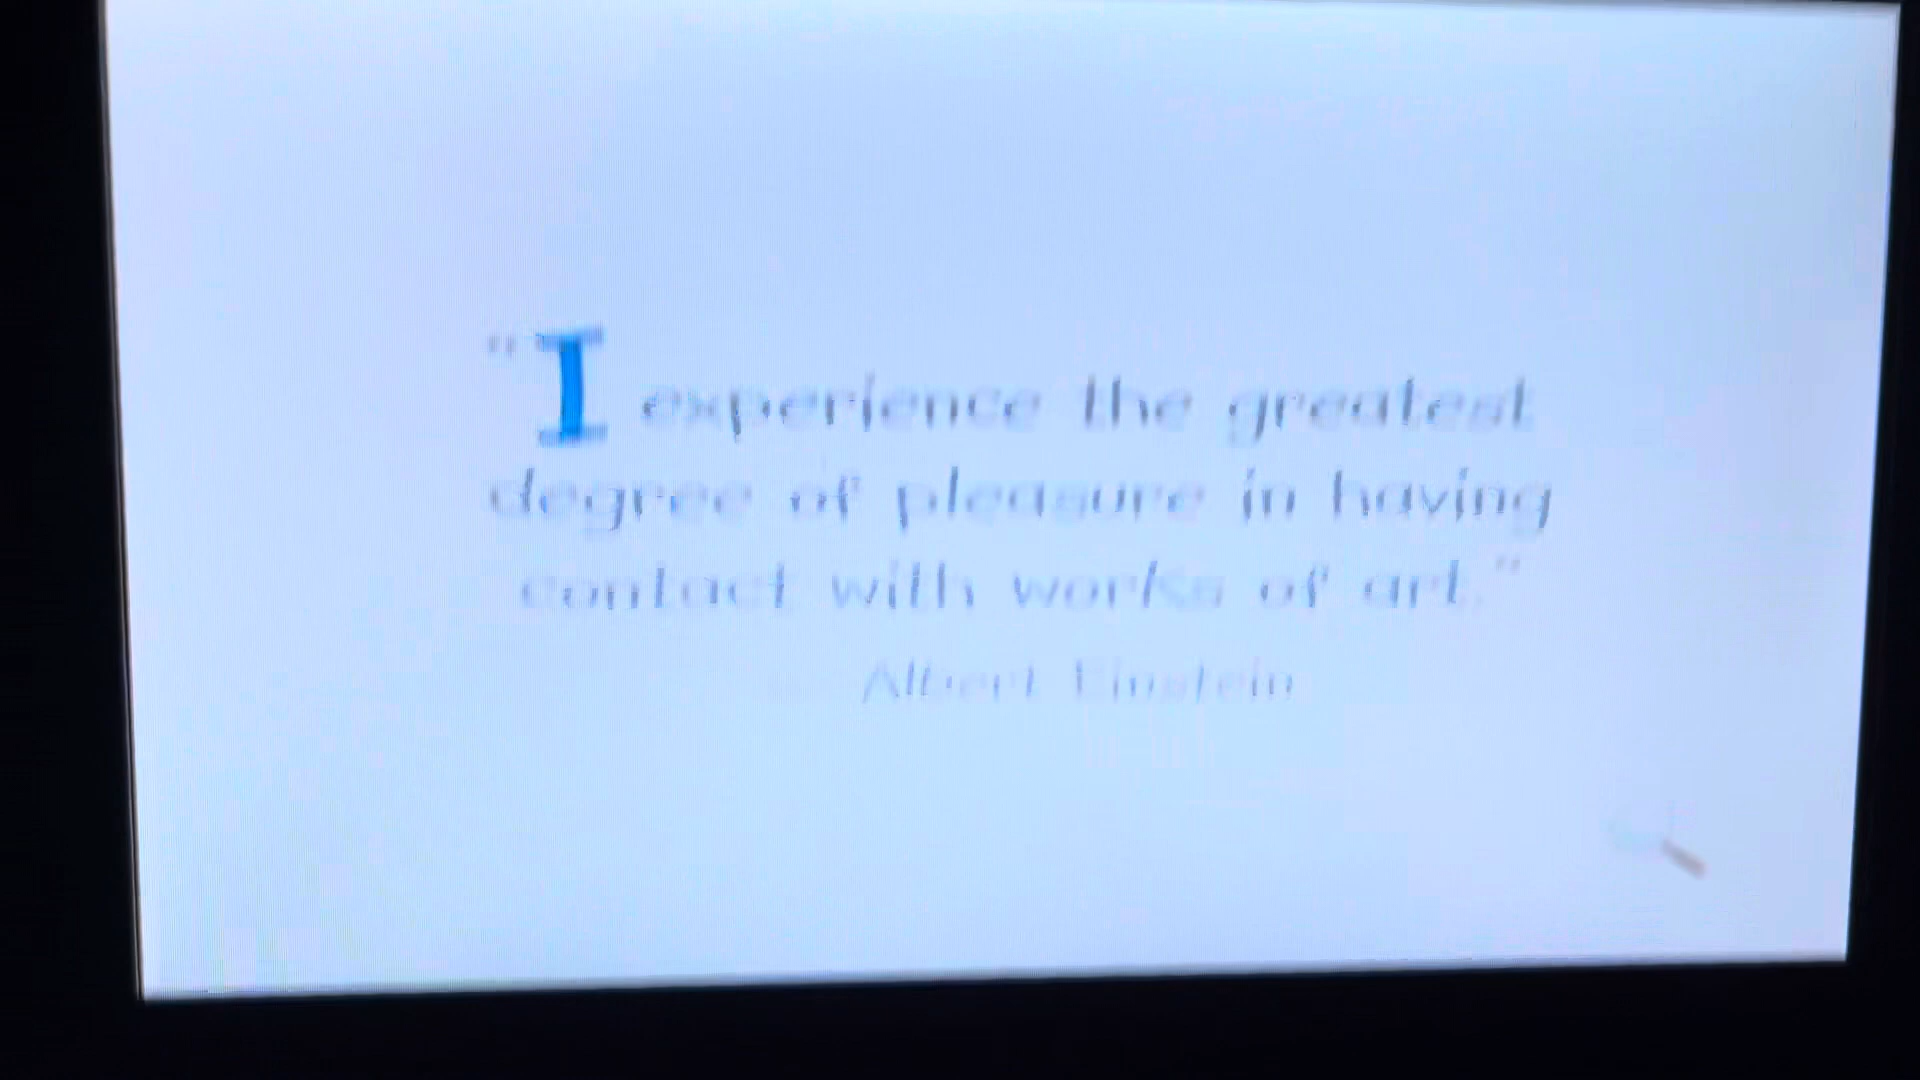 "I experience the greatest
degree of pleasure in having
contact with works of art."
Albert Einstein